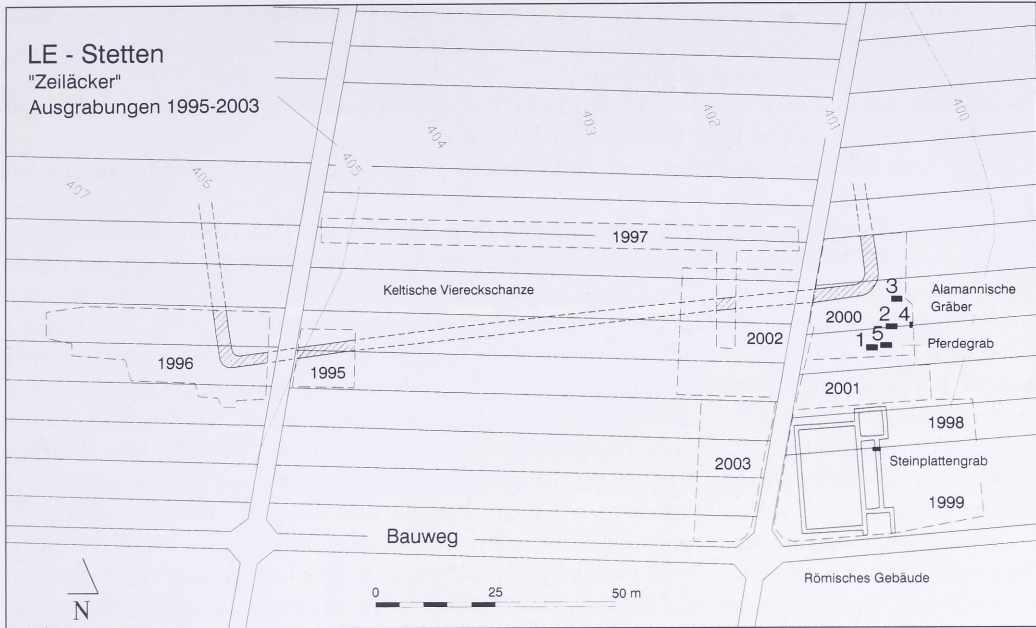 LE - Stetten
"Zeiläcker"
Ausgrabungen 1995-2003
407
406
405
404
403
402
401
400
1997
Keltische Viereckschanze
3
Alamannische
Gräber
2000
2 4
1 5
Pferdegrab
2002
1996
1995
2001
1998
2003
Steinplattengrab
1999
Bauweg
Römisches Gebäude
N
0 25 50 m